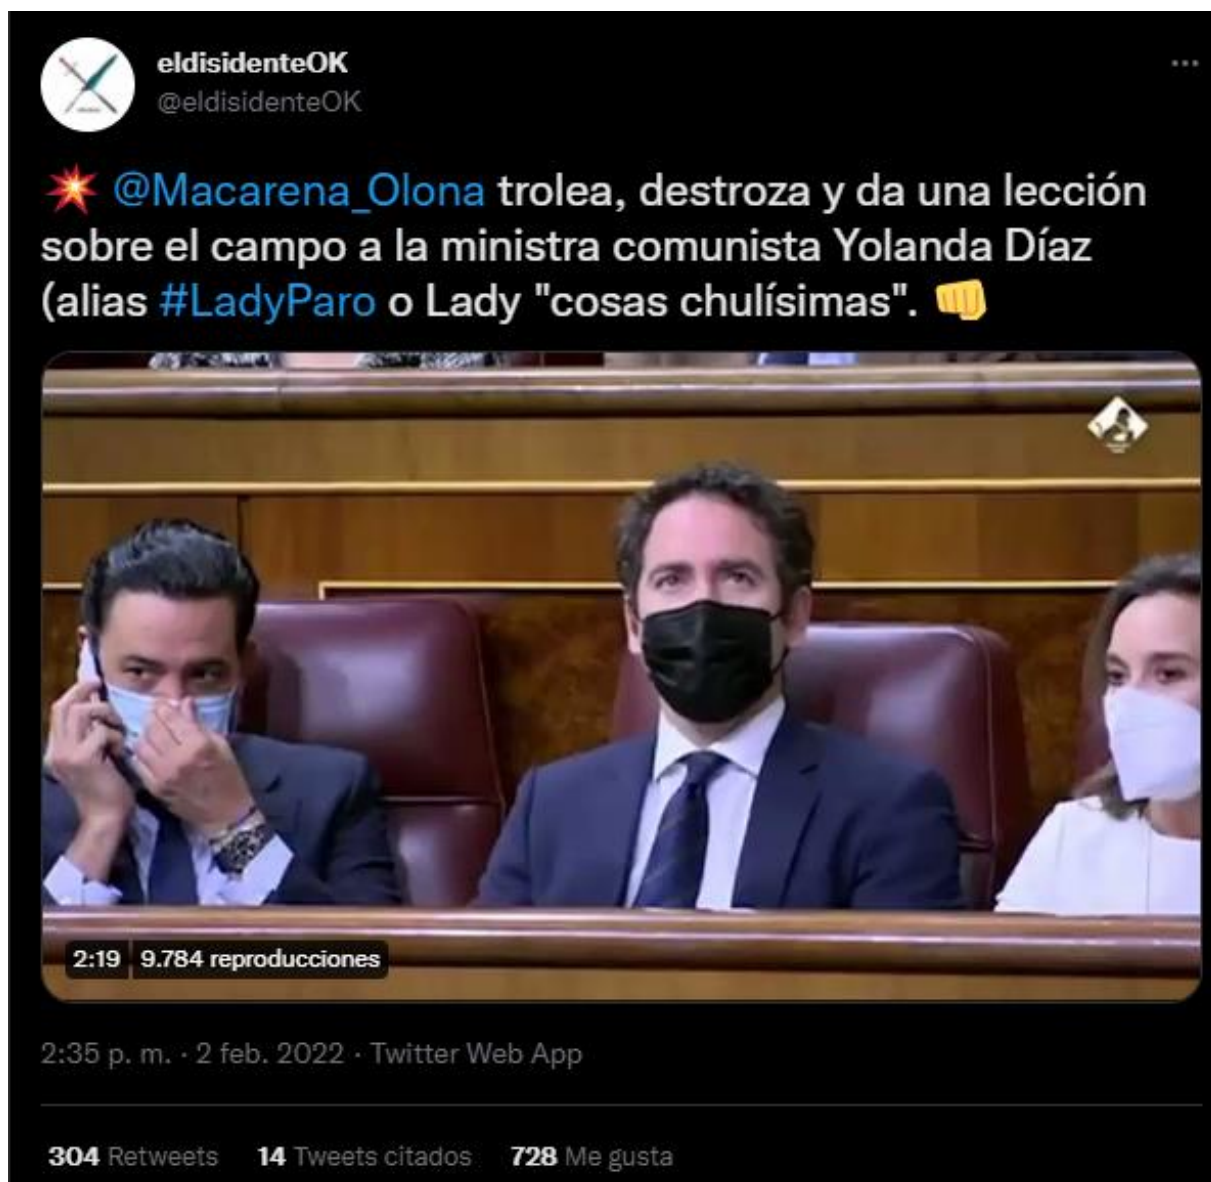 eldisidenteOK
@eldisidenteOK
💥 @Macarena_Olona trolea, destroza y da una lección
sobre el campo a la ministra comunista Yolanda Díaz
(alias #LadyParo o Lady "cosas chulísimas". 👊
2:19 9.784 reproducciones
2:35 p. m. · 2 feb. 2022 · Twitter Web App
304 Retweets 14 Tweets citados 728 Me gusta